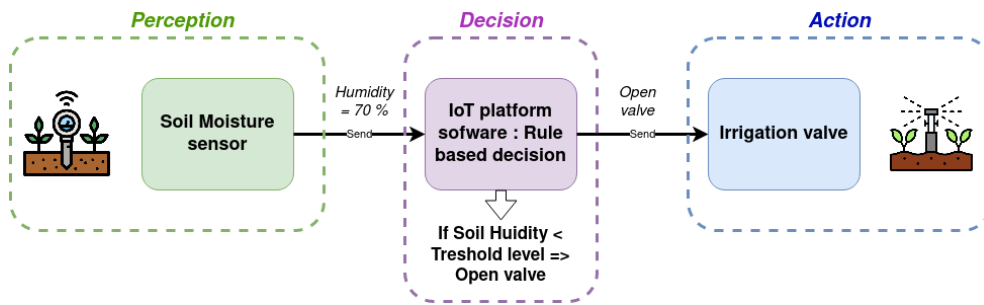 Perception
Decision
Action
Soil Moisture
sensor
Humidity
= 70 %
Send
IoT platform
sofware : Rule
based decision
Open
valve
Send
Irrigation valve
If Soil Huidity <
Treshold level =>
Open valve